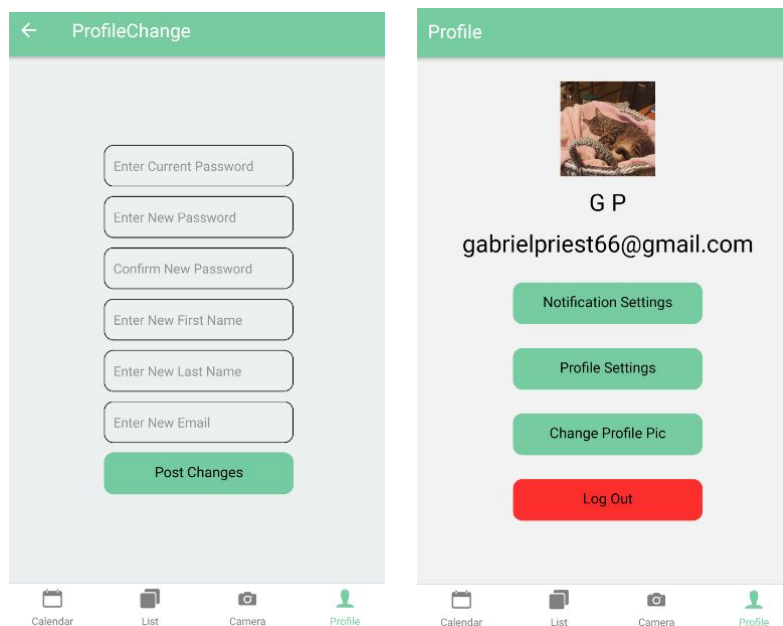 ProfileChange
Enter Current Password
Enter New Password
Confirm New Password
Enter New First Name
Enter New Last Name
Enter New Email
Post Changes
Calendar
List
Camera
Profile
Profile
G P
gabrielpriest66@gmail.com
Notification Settings
Profile Settings
Change Profile Pic
Log Out
Calendar
List
Camera
Profile